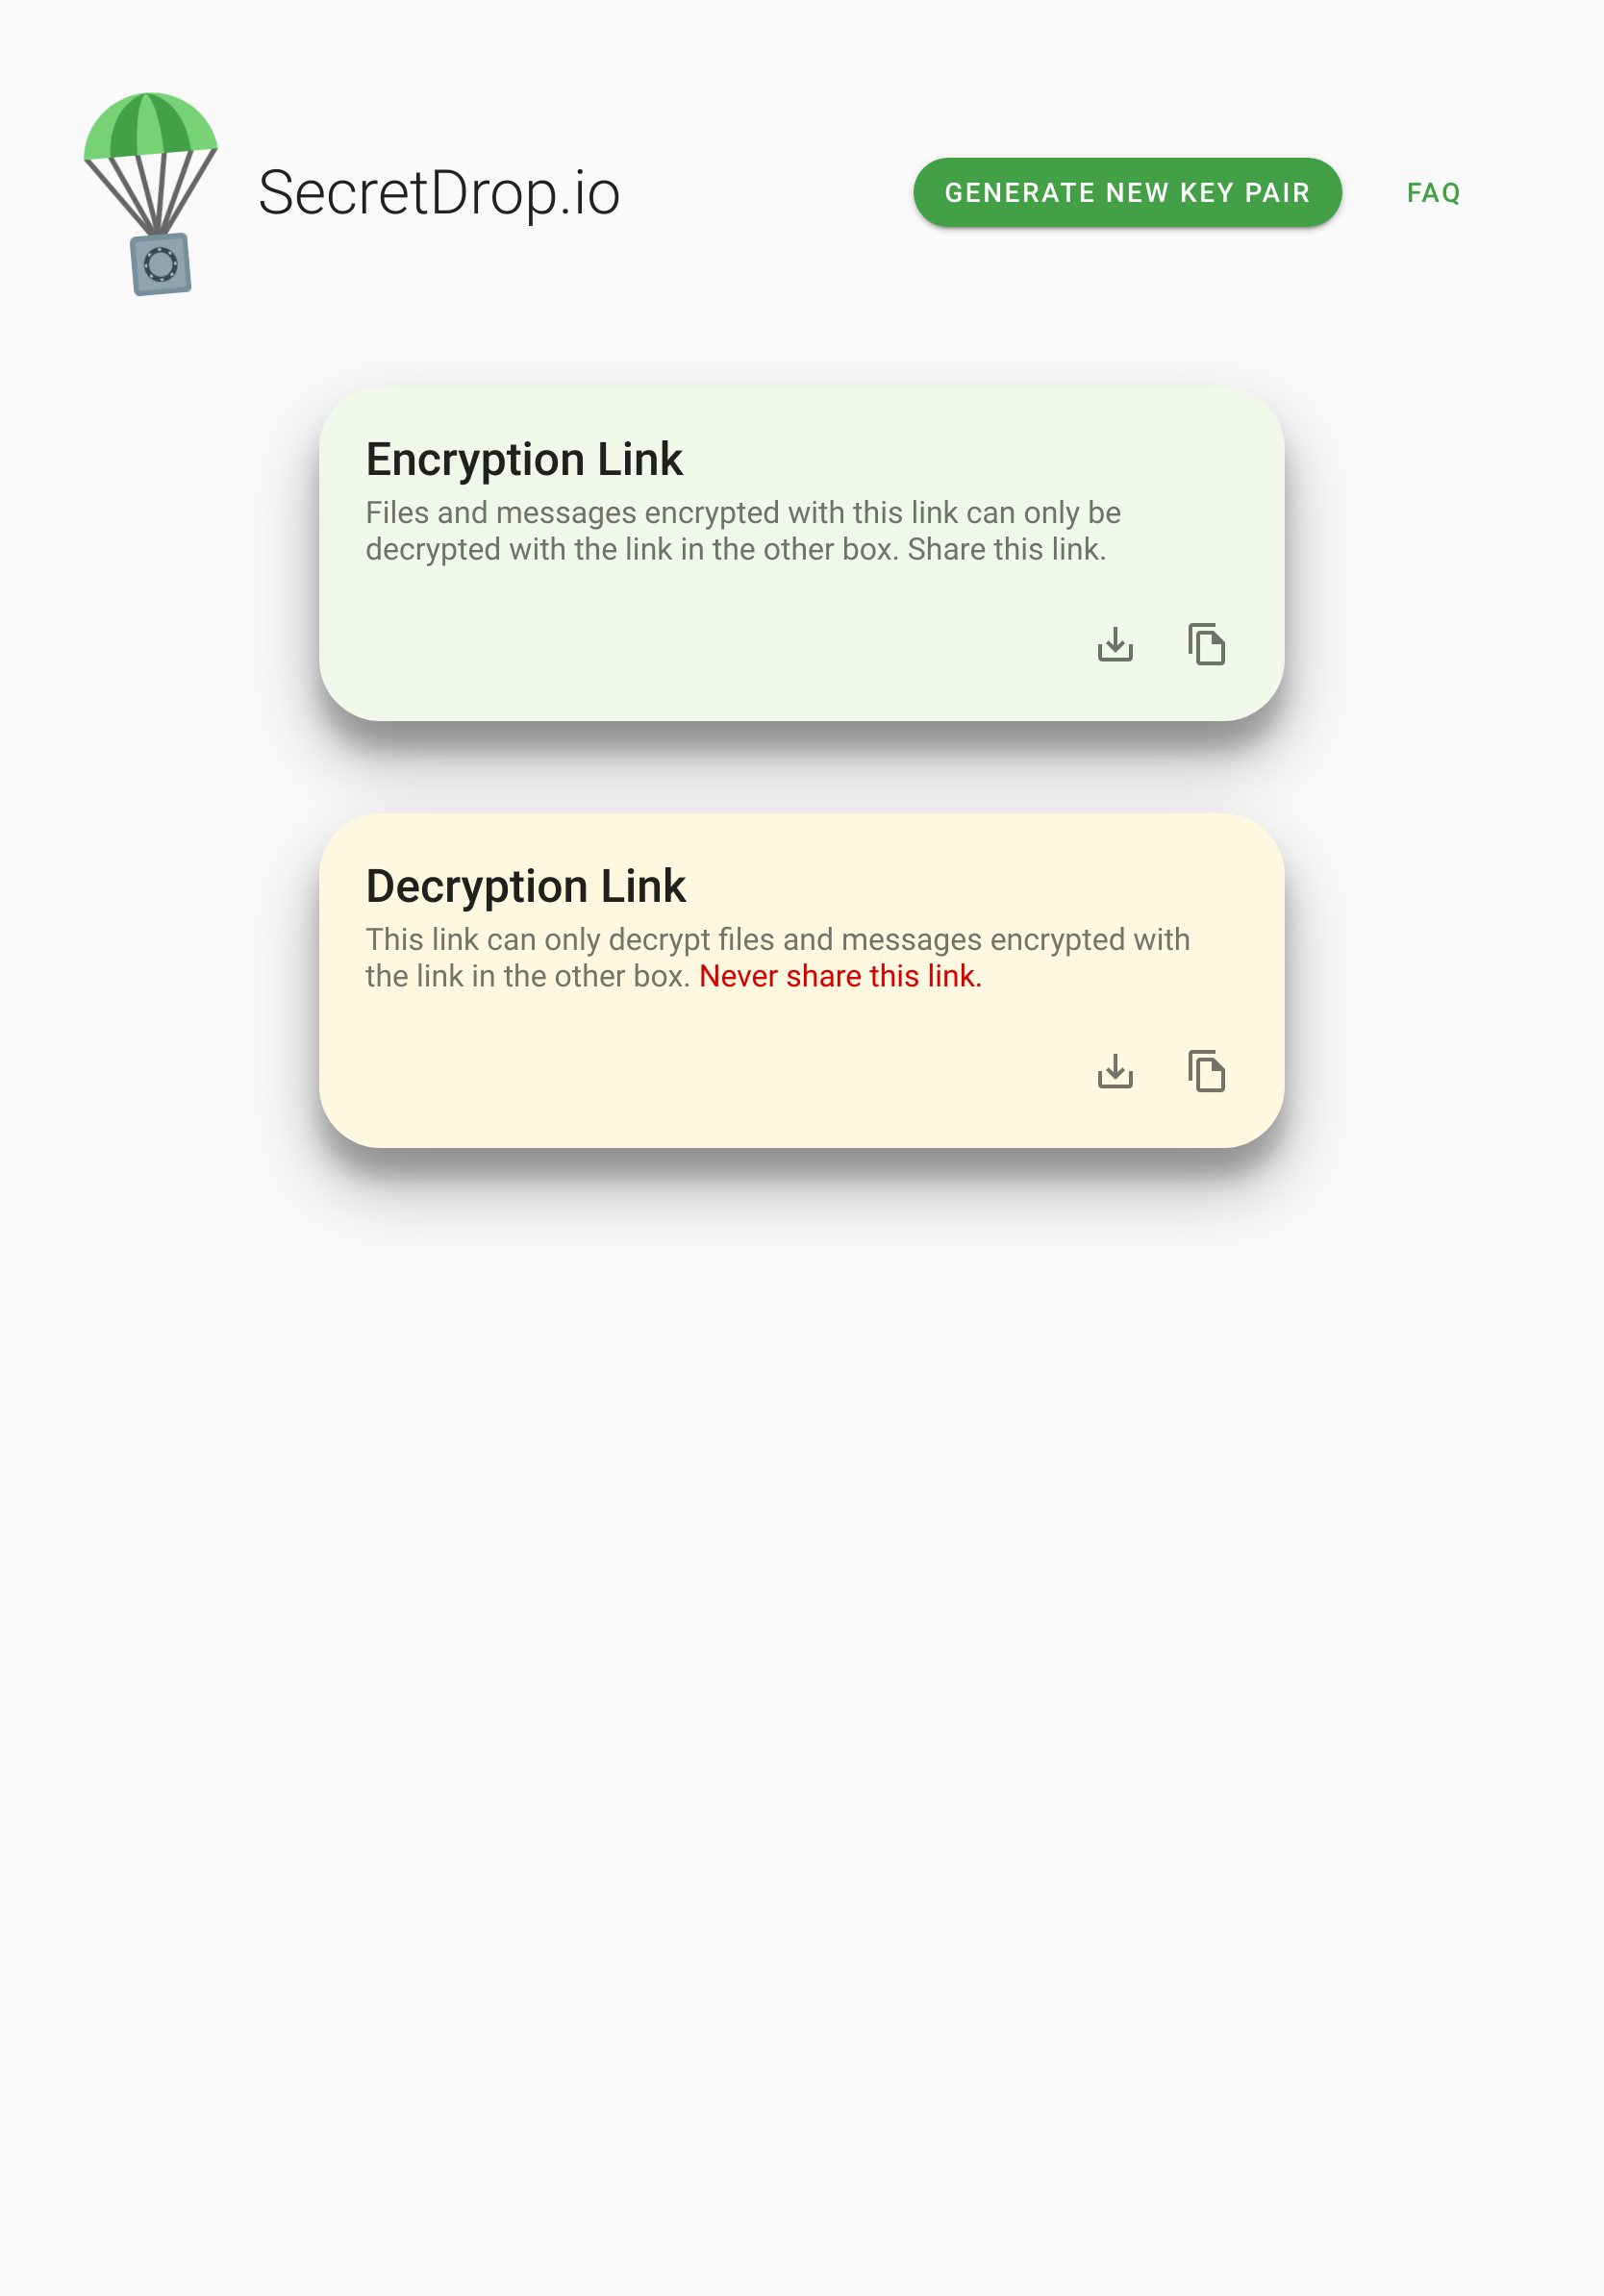 SecretDrop.io
GENERATE NEW KEY PAIR
FAQ
Encryption Link
Files and messages encrypted with this link can only be
decrypted with the link in the other box. Share this link.
Decryption Link
This link can only decrypt files and messages encrypted with
the link in the other box. Never share this link.